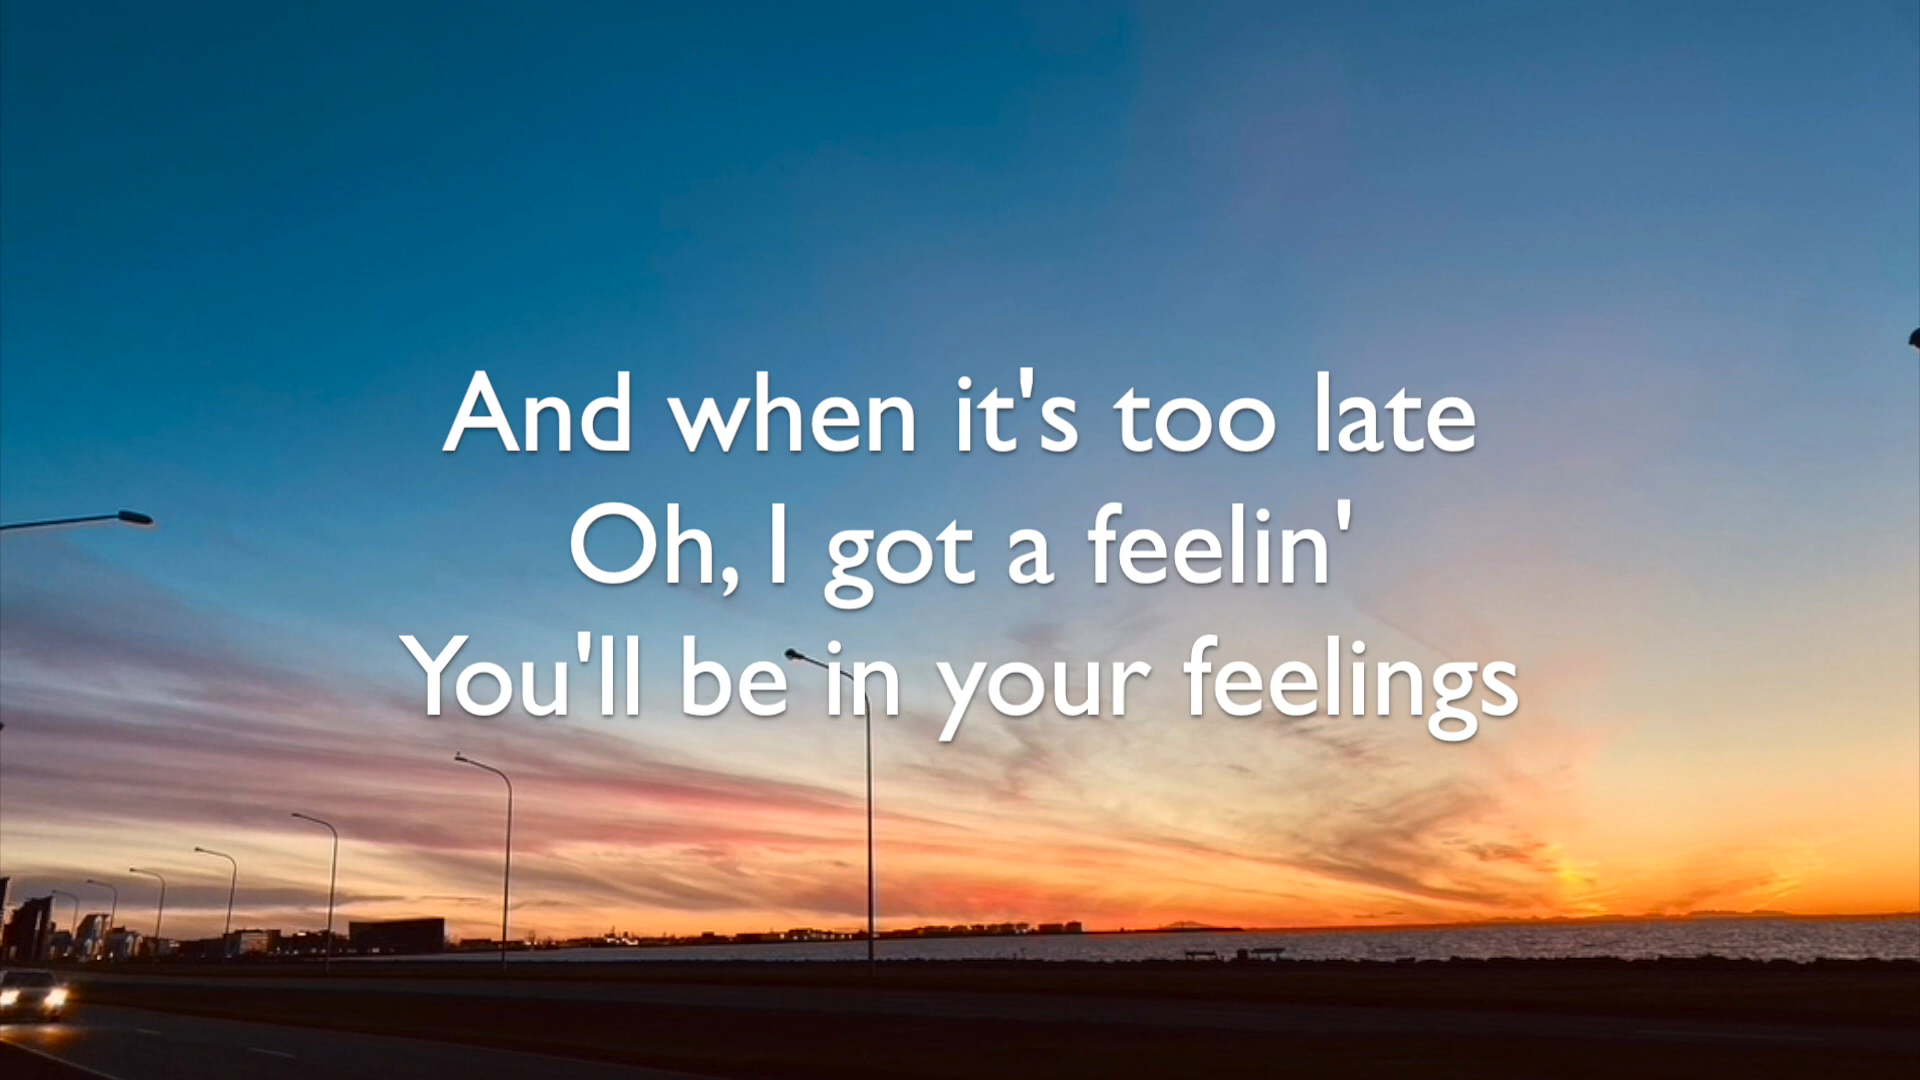 And when it's too late
Oh, I got a feelin'
You'll be in your feelings